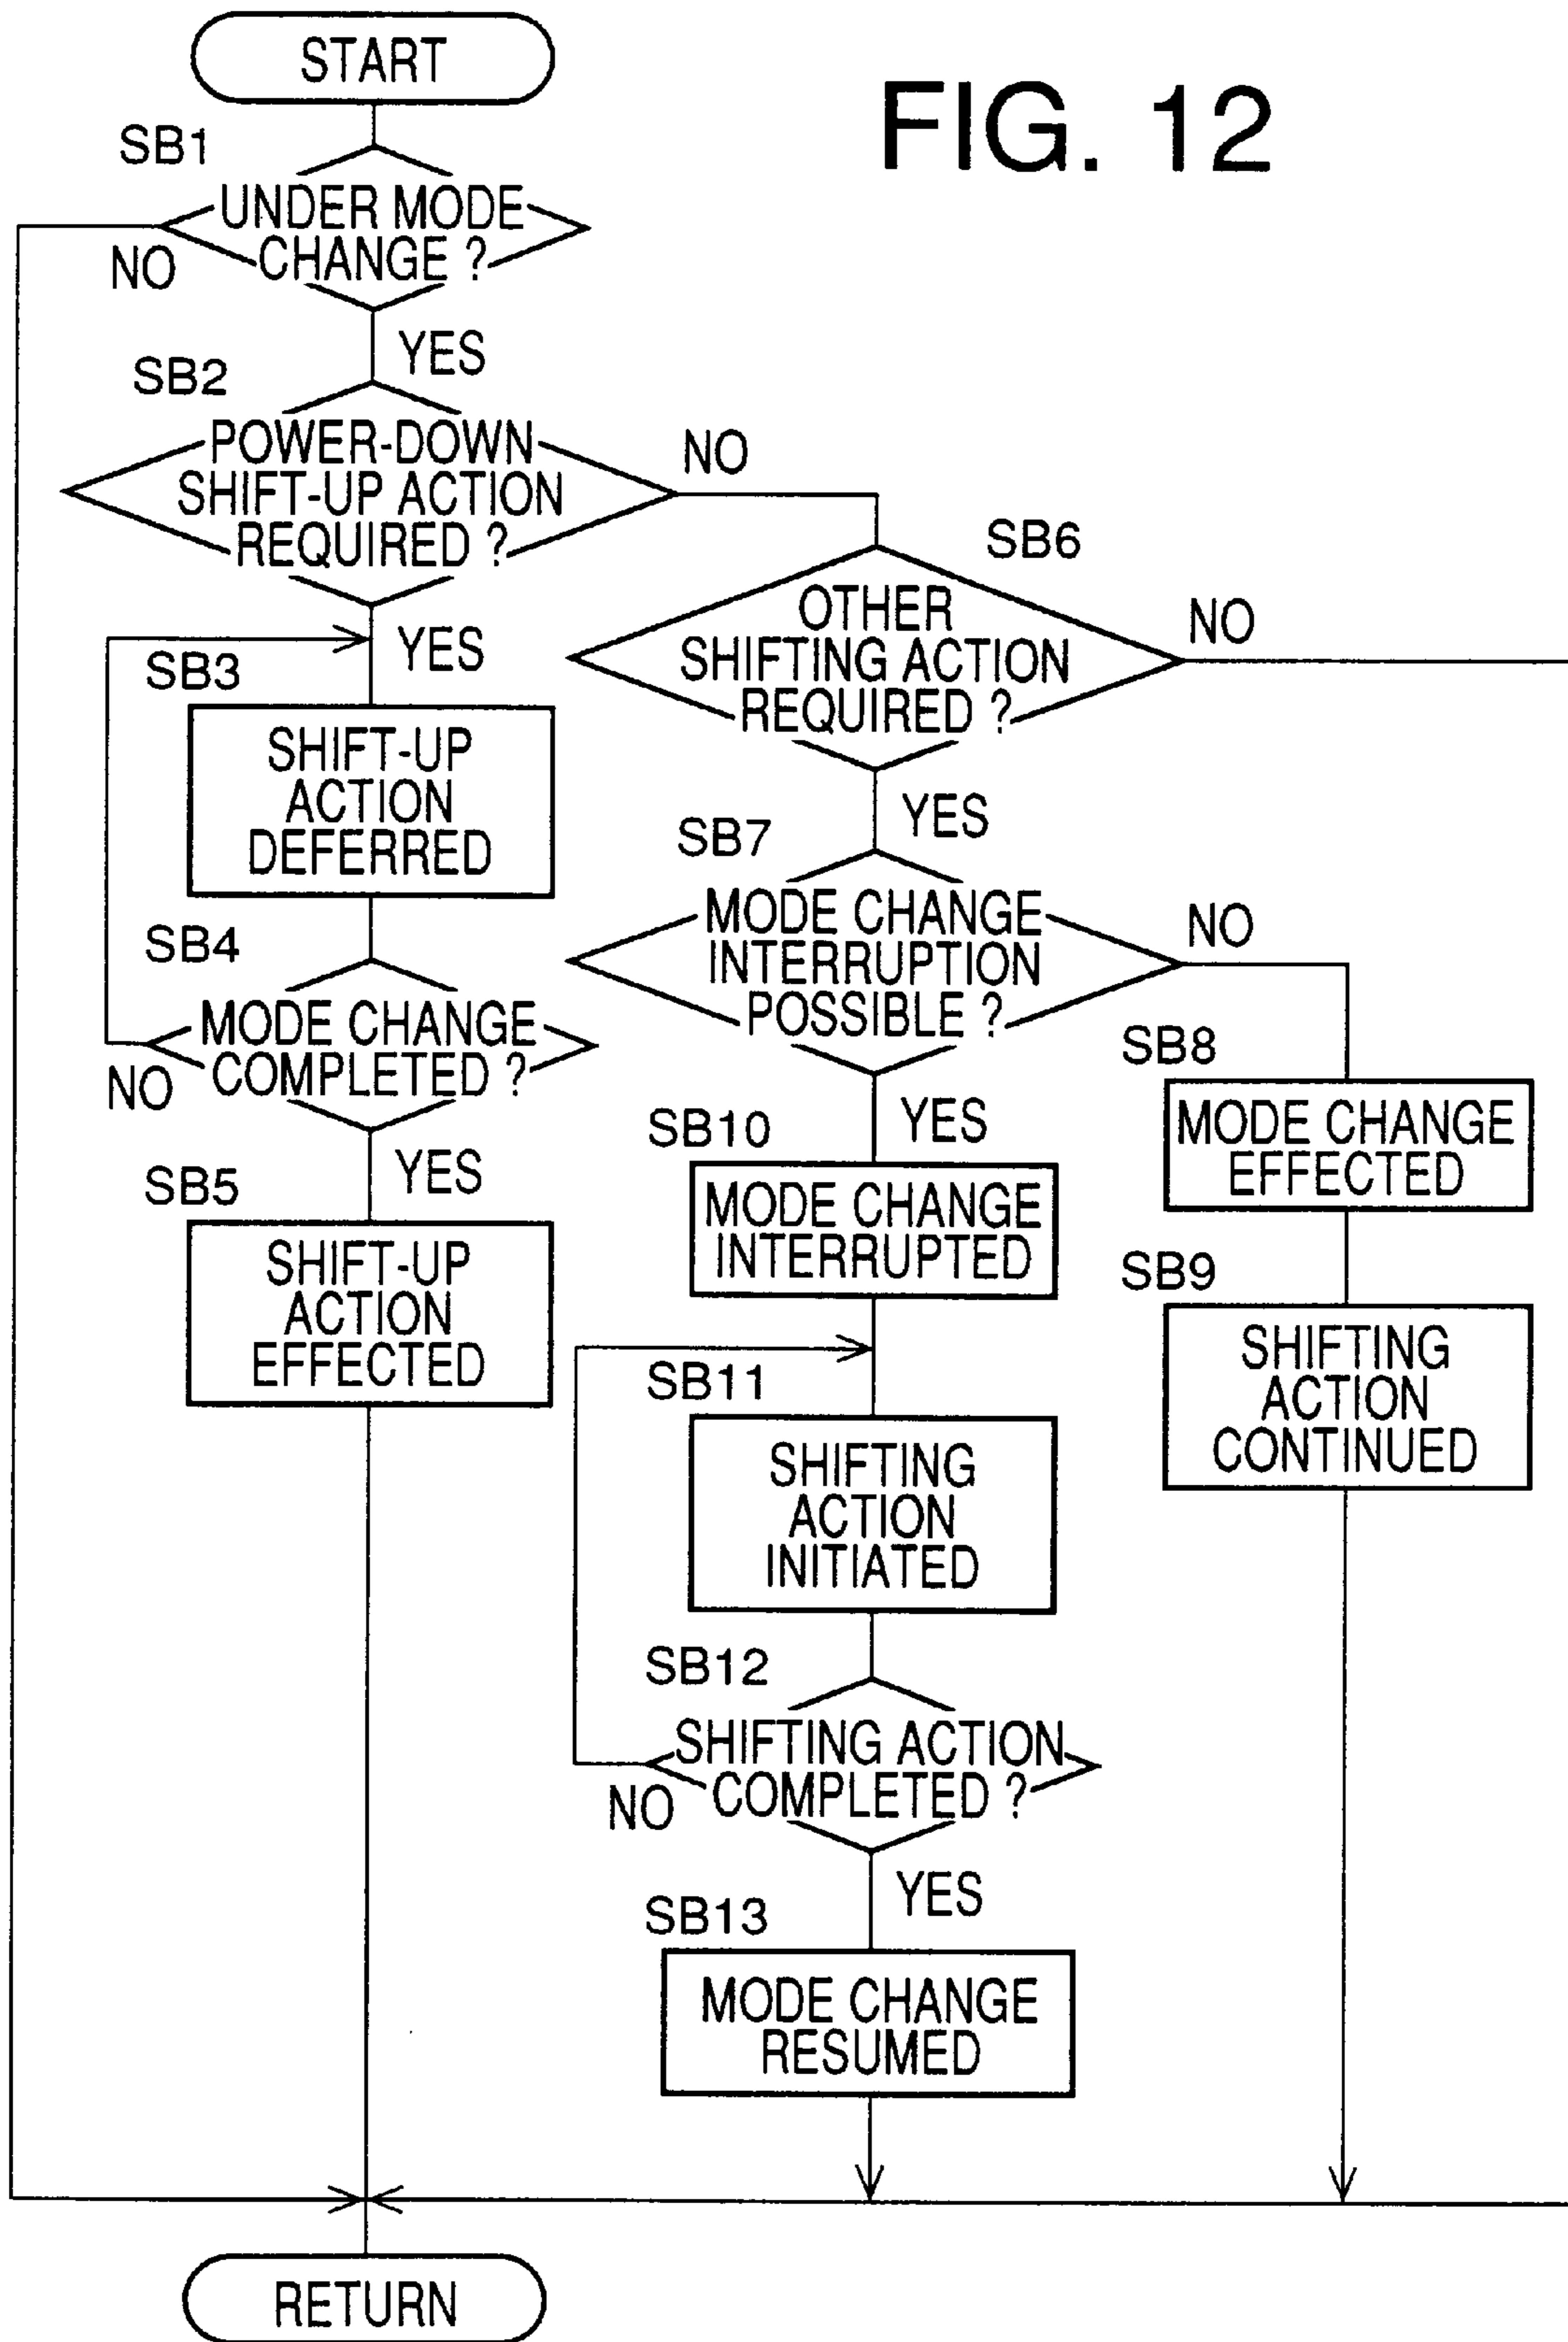 START
FIG. 12
SB1
UNDER MODE
CHANGE ?
NO
YES
SB2
POWER-DOWN
SHIFT-UP ACTION
REQUIRED ?
NO
YES
SB3
SHIFT-UP
ACTION
DEFERRED
SB4
MODE CHANGE
COMPLETED ?
NO
YES
SB5
SHIFT-UP
ACTION
EFFECTED
SB6
OTHER
SHIFTING ACTION
REQUIRED ?
NO
YES
SB7
MODE CHANGE
INTERRUPTION
POSSIBLE ?
NO
YES
SB8
MODE CHANGE
EFFECTED
SB9
SHIFTING
ACTION
CONTINUED
SB10
MODE CHANGE
INTERRUPTED
SB11
SHIFTING
ACTION
INITIATED
SB12
SHIFTING ACTION
COMPLETED ?
NO
YES
SB13
MODE CHANGE
RESUMED
RETURN